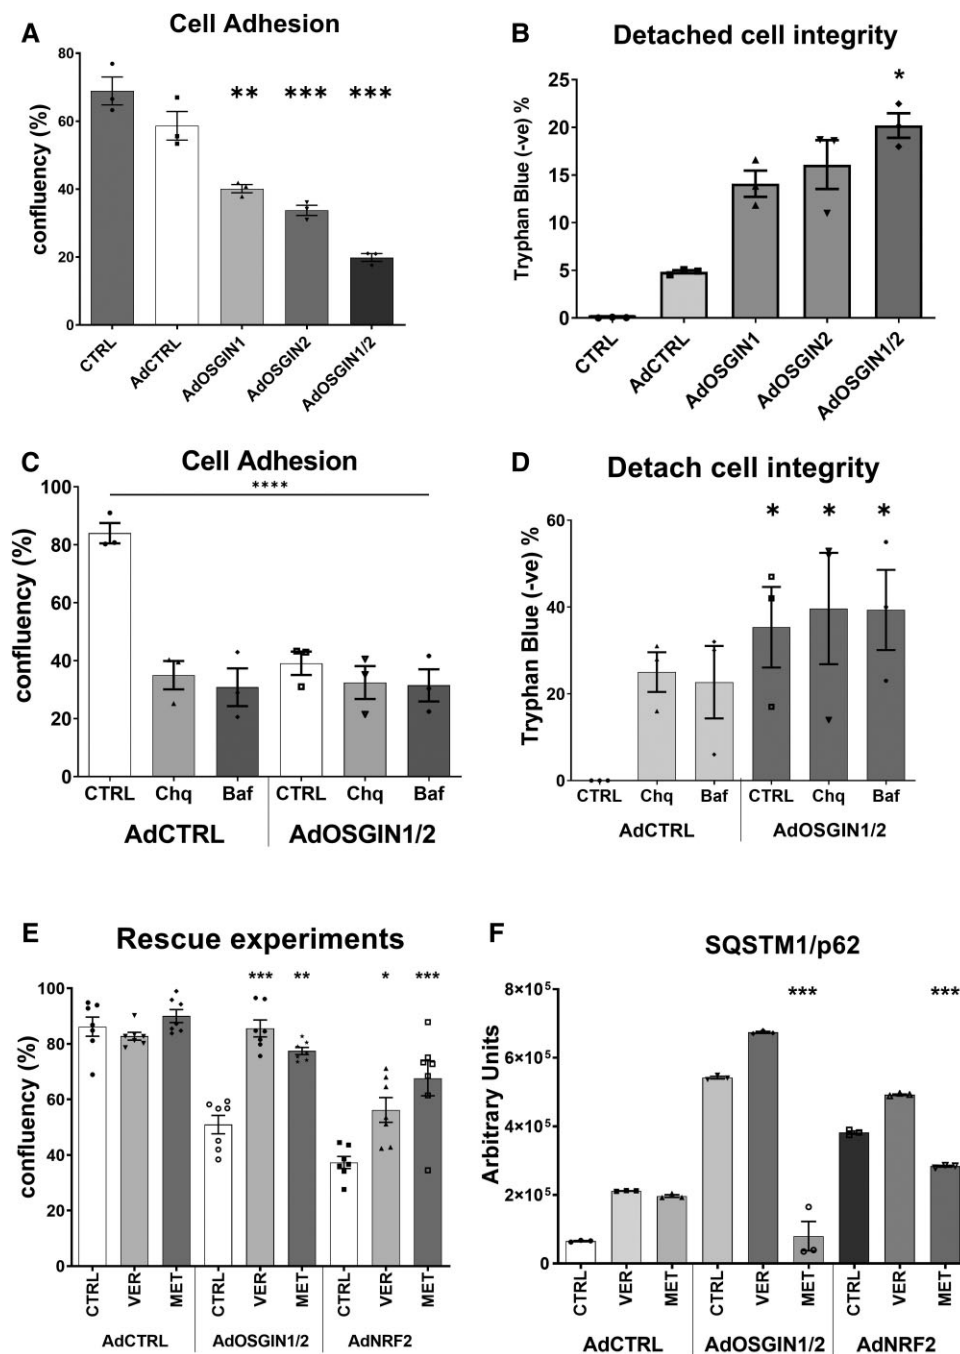 A
Cell Adhesion
confluency (%)
80
60
40
20
0
** *** ***
CTRL
AdCTRL
AdOSGIN1
AdOSGIN2
AdOSGIN1/2
B
Detached cell integrity
Tryphan Blue (-ve) %
25
20
15
10
5
0
*
CTRL
AdCTRL
AdOSGIN1
AdOSGIN2
AdOSGIN1/2
C
Cell Adhesion
****
confluency (%)
100
80
60
40
20
0
CTRL Chq Baf CTRL Chq Baf
AdCTRL AdOSGIN1/2
D
Detach cell integrity
Tryphan Blue (-ve) %
60
40
20
0
* * *
CTRL Chq Baf CTRL Chq Baf
AdCTRL AdOSGIN1/2
E
Rescue experiments
confluency (%)
100
80
60
40
20
0
*** ** * ***
CTRL VER MET CTRL VER MET CTRL VER MET
AdCTRL AdOSGIN1/2 AdNRF2
F
SQSTM1/p62
Arbitrary Units
8×10⁵
6×10⁵
4×10⁵
2×10⁵
0
*** ***
CTRL VER MET CTRL VER MET CTRL VER MET
AdCTRL AdOSGIN1/2 AdNRF2